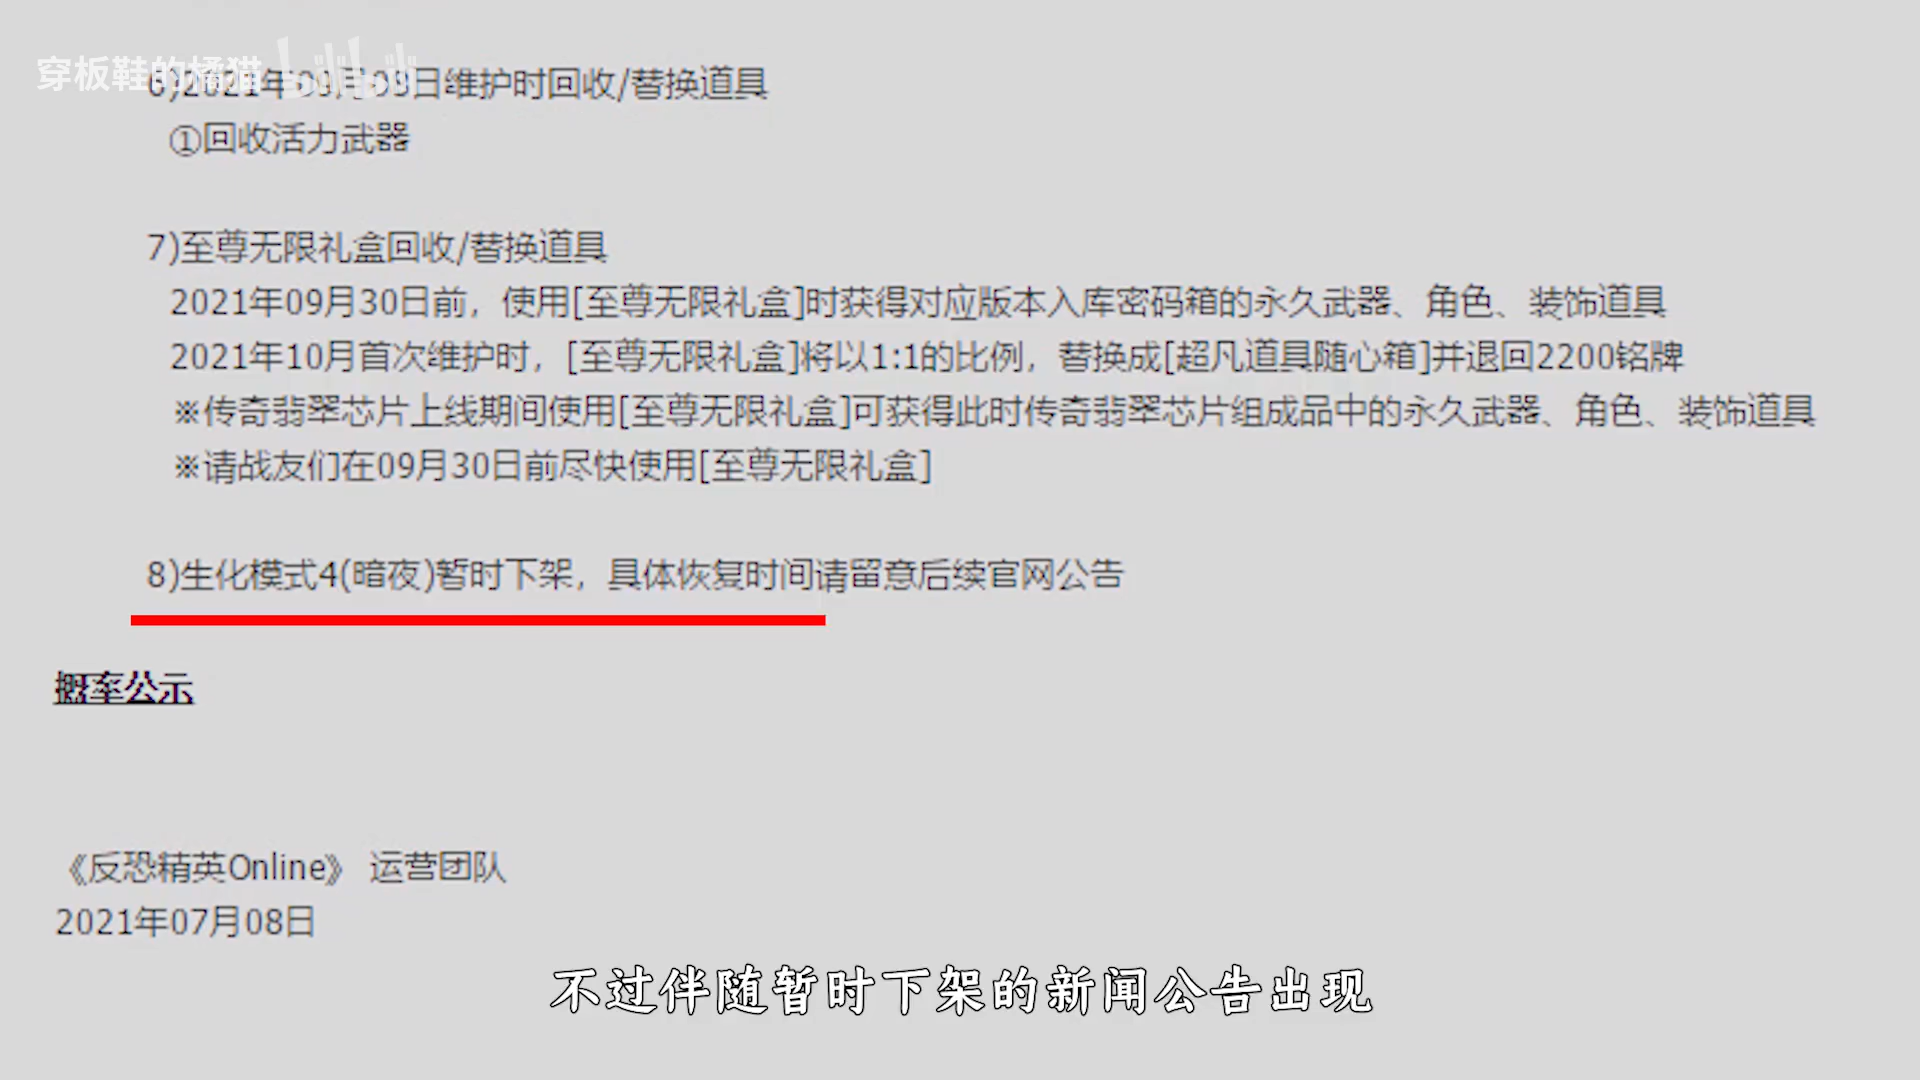 穿板鞋的橘猫 bilibili
6)2021年09月09日维护时回收/替换道具
①回收活力武器
7)至尊无限礼盒回收/替换道具
2021年09月30日前，使用[至尊无限礼盒]时获得对应版本入库密码箱的永久武器、角色、装饰道具
2021年10月首次维护时，[至尊无限礼盒]将以1:1的比例，替换成[超凡道具随心箱]并退回2200铭牌
※传奇翡翠芯片上线期间使用[至尊无限礼盒]可获得此时传奇翡翠芯片组成品中的永久武器、角色、装饰道具
※请战友们在09月30日前尽快使用[至尊无限礼盒]
8)生化模式4(暗夜)暂时下架，具体恢复时间请留意后续官网公告
概率公示
《反恐精英Online》 运营团队
2021年07月08日
不过伴随暂时下架的新闻公告出现